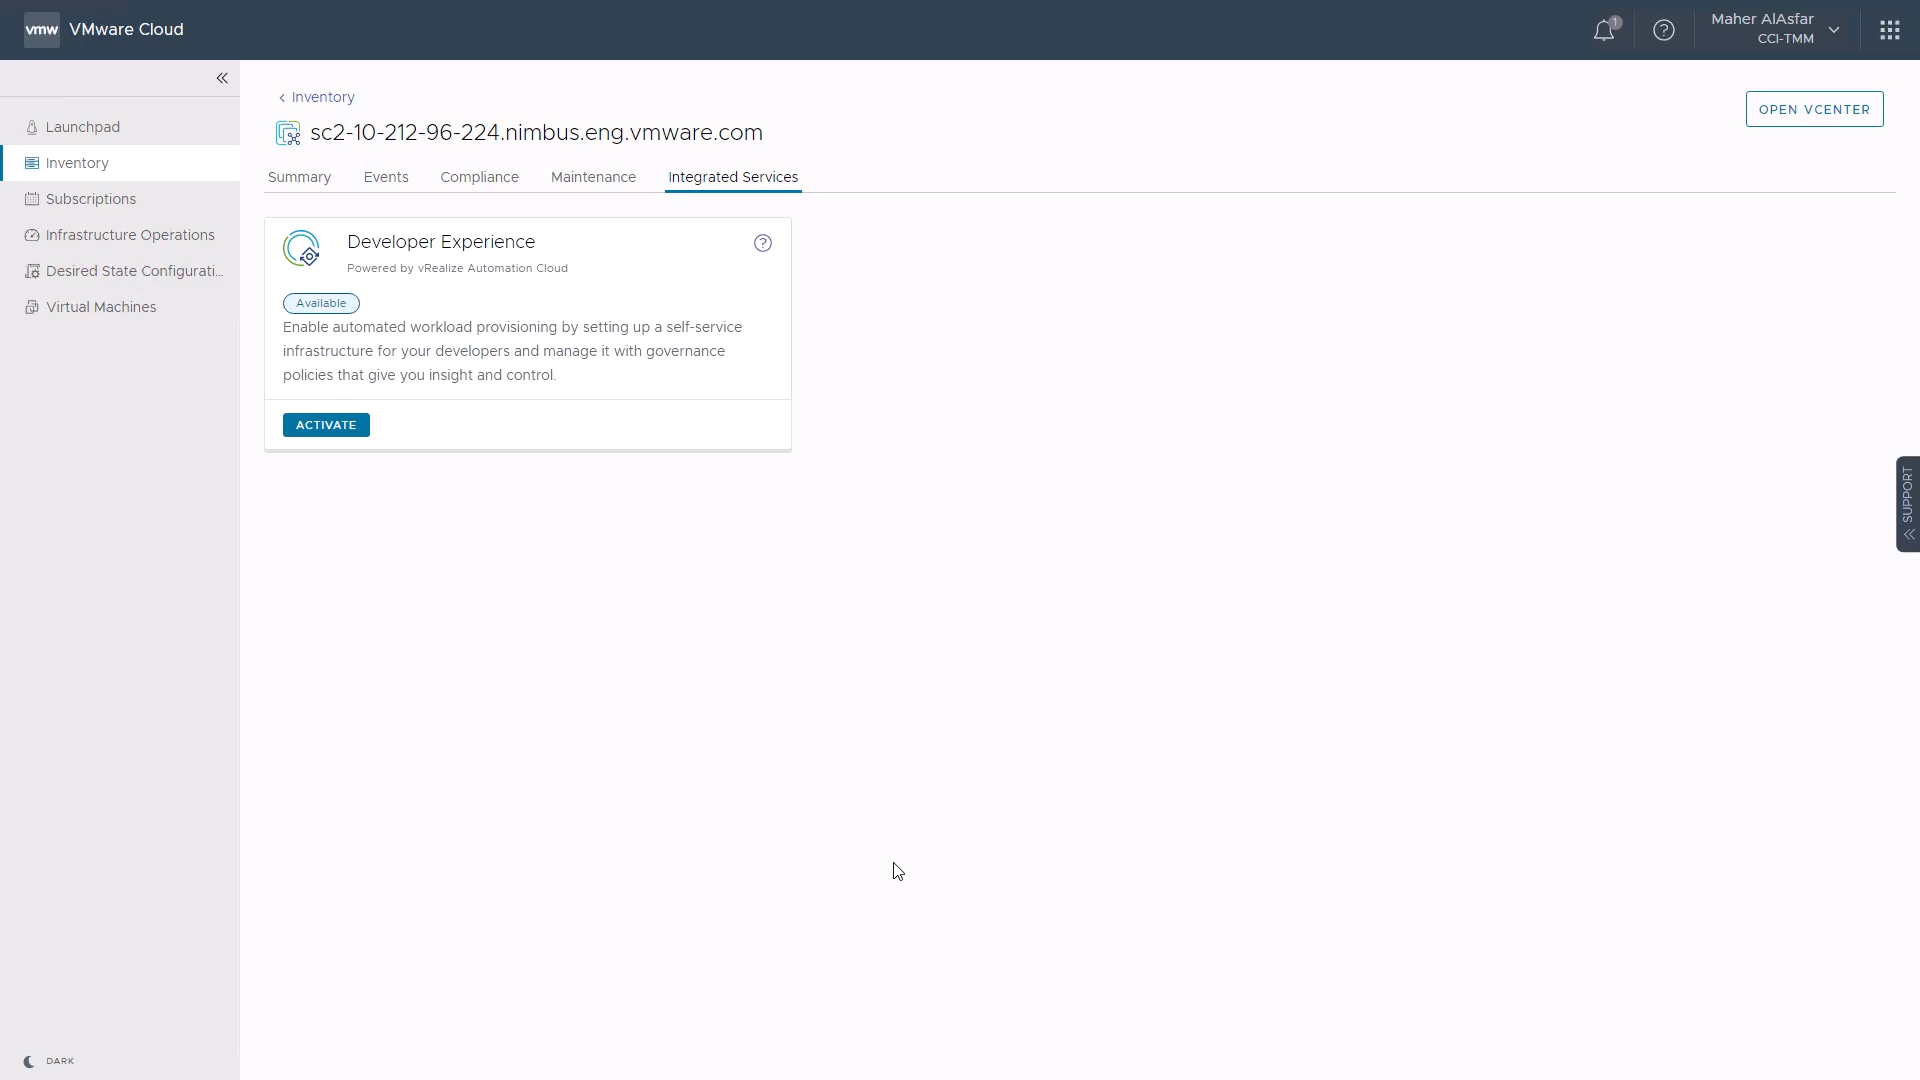 vmw VMware Cloud
1
Maher AlAsfar
CCI-TMM
Launchpad
Inventory
Subscriptions
Infrastructure Operations
Desired State Configurati...
Virtual Machines
DARK
Inventory
sc2-10-212-96-224.nimbus.eng.vmware.com
OPEN VCENTER
Summary Events Compliance Maintenance Integrated Services
Developer Experience
Powered by vRealize Automation Cloud
Available
Enable automated workload provisioning by setting up a self-service
infrastructure for your developers and manage it with governance
policies that give you insight and control.
ACTIVATE
SUPPORT